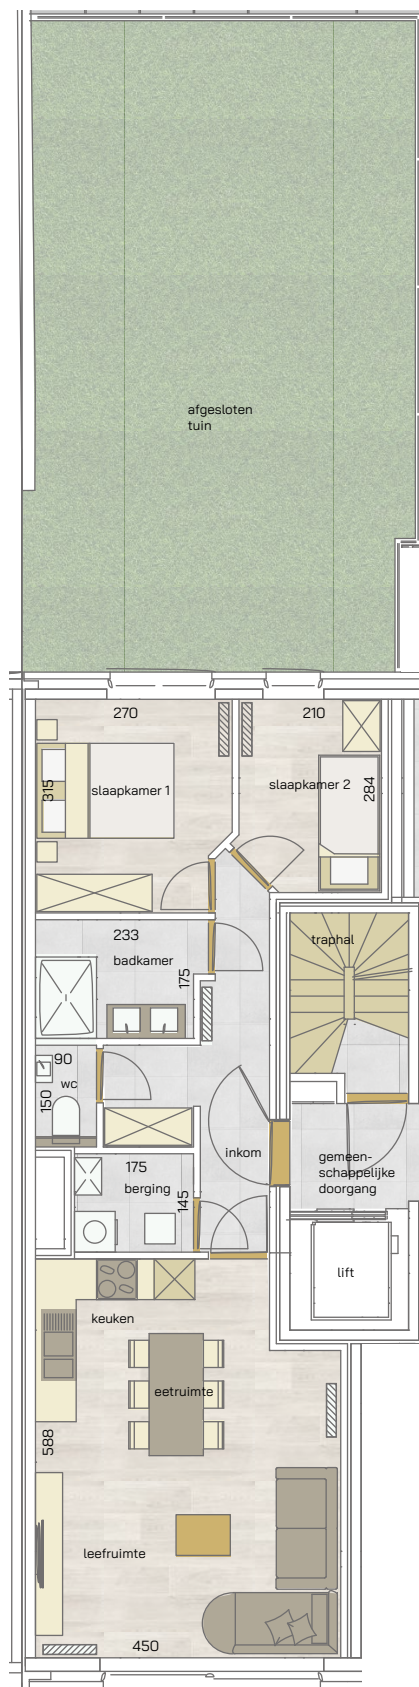 afgesloten
tuin
270
210
315
slaapkamer 1
slaapkamer 2
284
233
badkamer
175
traphal
90
wc
150
inkom
gemeen-
schappelijke
doorgang
175
berging
145
lift
keuken
eetruimte
588
leefruimte
450